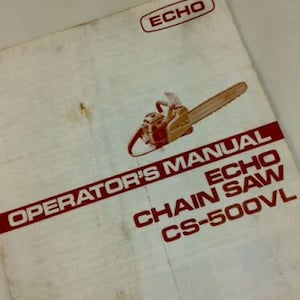 ECHO
OPERATOR'S MANUAL
ECHO
CHAIN SAW
CS-500VL